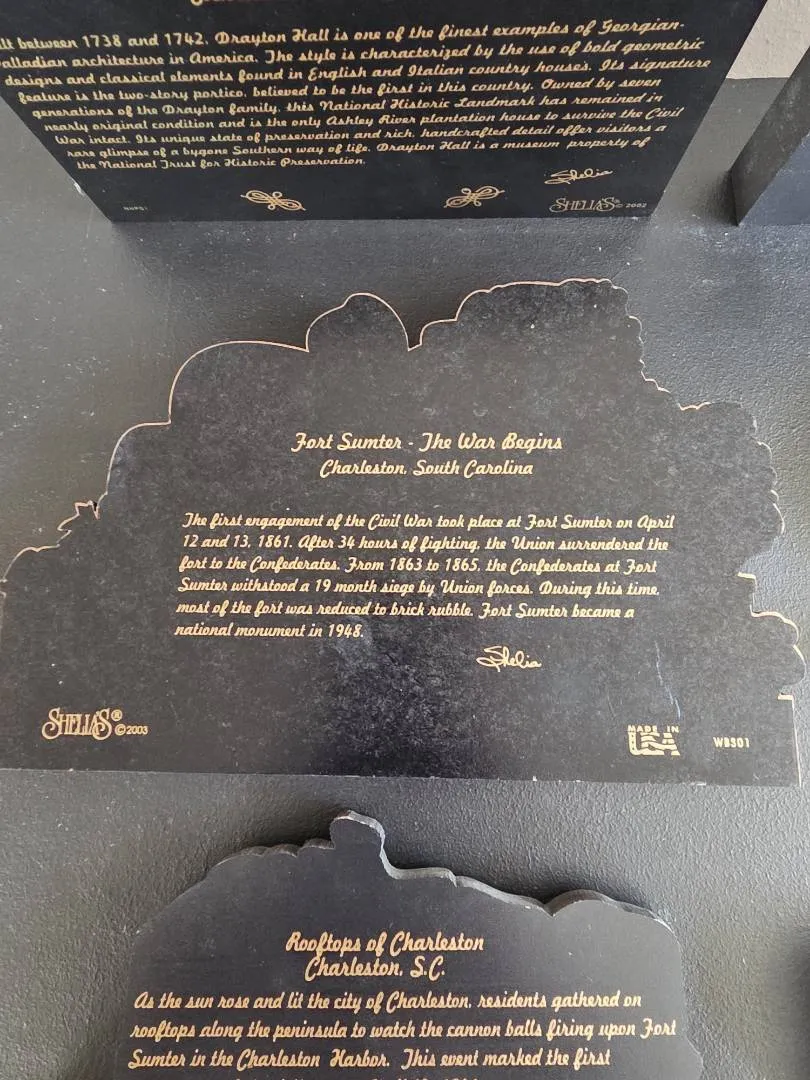 lt between 1738 and 1742, Drayton Hall is one of the finest examples of Georgian-
alladian architecture in America. The style is characterized by the use of bold geometric
designs and classical elements found in English and Italian country houses. Its signature
feature is the two-story portico, believed to be the first in this country. Owned by seven
generations of the Drayton family, this National Historic Landmark has remained in
nearly original condition and is the only Ashley River plantation house to survive the Civil
War intact. Its unique state of preservation and rich, handcrafted detail offer visitors a
rare glimpse of a bygone Southern way of life. Drayton Hall is a museum property of
the National Trust for Historic Preservation.
Shelia
SHELIA'S © 2002
Fort Sumter - The War Begins
Charleston, South Carolina
The first engagement of the Civil War took place at Fort Sumter on April
12 and 13, 1861. After 34 hours of fighting, the Union surrendered the
fort to the Confederates. From 1863 to 1865, the Confederates at Fort
Sumter withstood a 19 month siege by Union forces. During this time,
most of the fort was reduced to brick rubble. Fort Sumter became a
national monument in 1948.
Shelia
SHELIA'S® © 2003
MADE IN
USA
WBS01
Rooftops of Charleston
Charleston, S.C.
As the sun rose and lit the city of Charleston, residents gathered on
rooftops along the peninsula to watch the cannon balls firing upon Fort
Sumter in the Charleston Harbor. This event marked the first